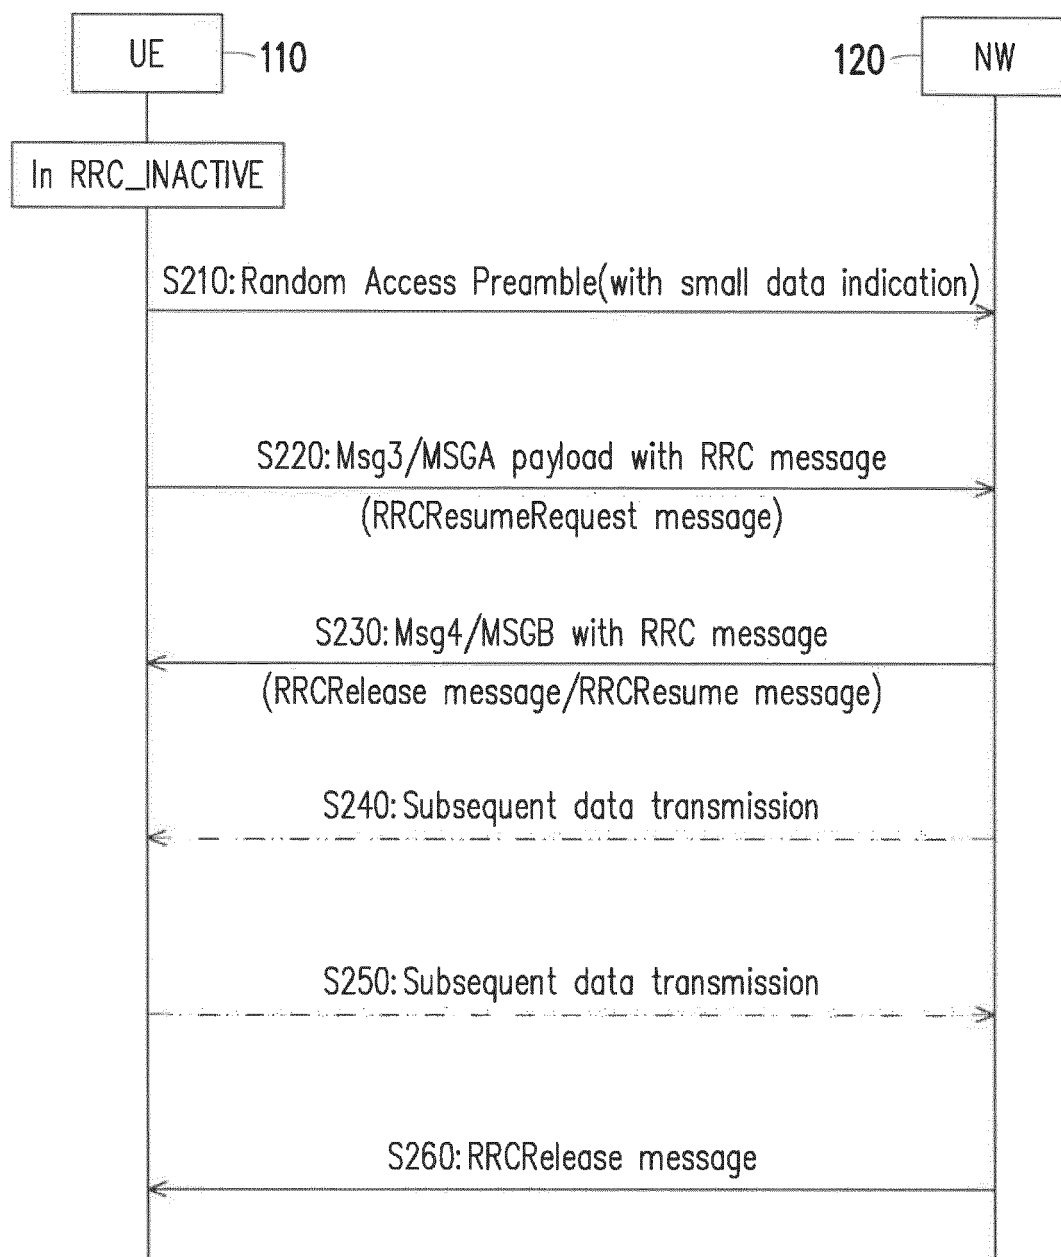 UE
110
120
NW
In RRC_INACTIVE
S210:Random Access Preamble(with small data indication)
S220:Msg3/MSGA payload with RRC message
(RRCResumeRequest message)
S230:Msg4/MSGB with RRC message
(RRCRelease message/RRCResume message)
S240:Subsequent data transmission
S250:Subsequent data transmission
S260:RRCRelease message